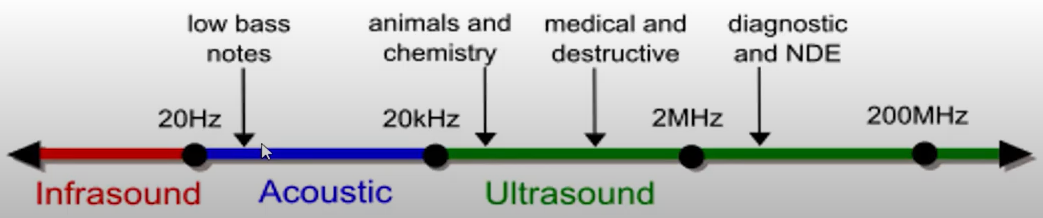 low bass
notes
animals and
chemistry
medical and
destructive
diagnostic
and NDE
20Hz
20kHz
2MHz
200MHz
Infrasound
Acoustic
Ultrasound